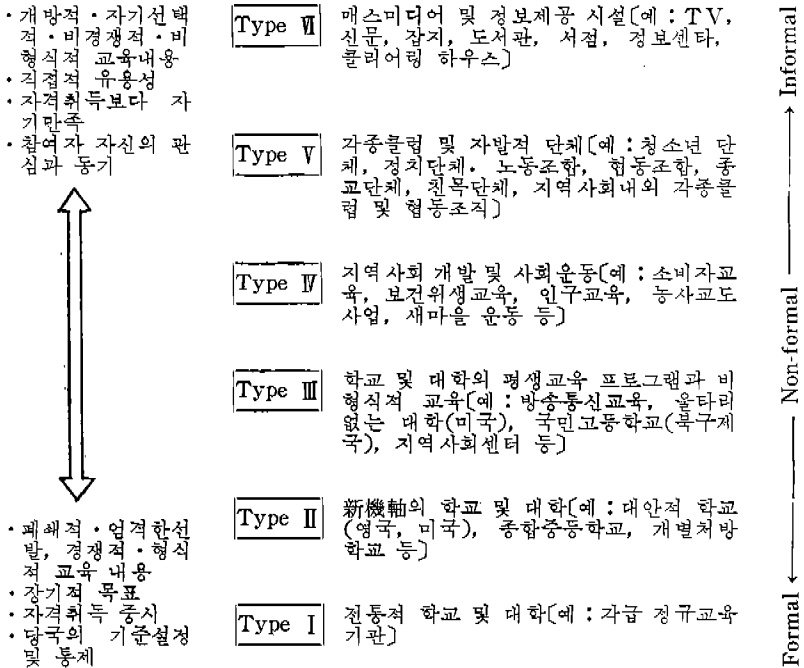 · 개방적 · 자기선택
적 · 비경쟁적 · 비
형식적 교육내용
· 직접적 유용성
· 자격취득보다 자
기만족
· 참여자 자신의 관
심과 동기
Type Ⅵ
매스미디어 및 정보제공 시설〔예 : TV,
신문, 잡지, 도서관, 서점, 정보센타,
클리어링 하우스〕
Type Ⅴ
각종클럽 및 자발적 단체〔예 : 청소년 단
체, 정치단체. 노동조합, 협동조합, 종
교단체, 친목단체, 지역사회내외 각종클
럽 및 협동조직〕
Type Ⅳ
지역사회 개발 및 사회운동〔예 : 소비자교
육, 보건위생교육, 인구교육, 농사교도
사업, 새마을 운동 등〕
Type Ⅲ
학교 및 대학의 평생교육 프로그램과 비
형식적 교육〔예 : 방송통신교육, 울타리
없는 대학(미국), 국민고등학교(북구제
국), 지역사회센터 등〕
Type Ⅱ
新機軸의 학교 및 대학〔예 : 대안적 학교
(영국, 미국), 종합중등학교, 개별처방
학교 등〕
Type Ⅰ
전통적 학교 및 대학〔예 : 각급 정규교육
기관〕
· 폐쇄적 · 엄격한선
발, 경쟁적 · 형식
적 교육 내용
· 장기적 목표
· 자격취득 중시
· 당국의 기준설정
및 통제
Informal
Non-formal
Formal